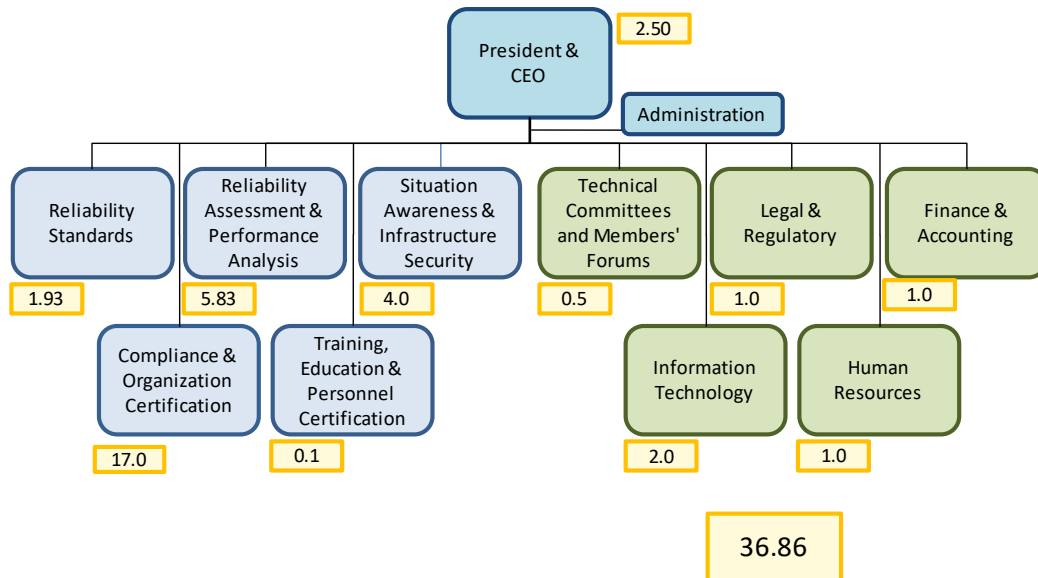 President &
CEO
2.50
Administration
Reliability
Standards
1.93
Reliability
Assessment &
Performance
Analysis
5.83
Situation
Awareness &
Infrastructure
Security
4.0
Technical
Committees
and Members'
Forums
0.5
Legal &
Regulatory
1.0
Finance &
Accounting
1.0
Compliance &
Organization
Certification
17.0
Training,
Education &
Personnel
Certification
0.1
Information
Technology
2.0
Human
Resources
1.0
36.86